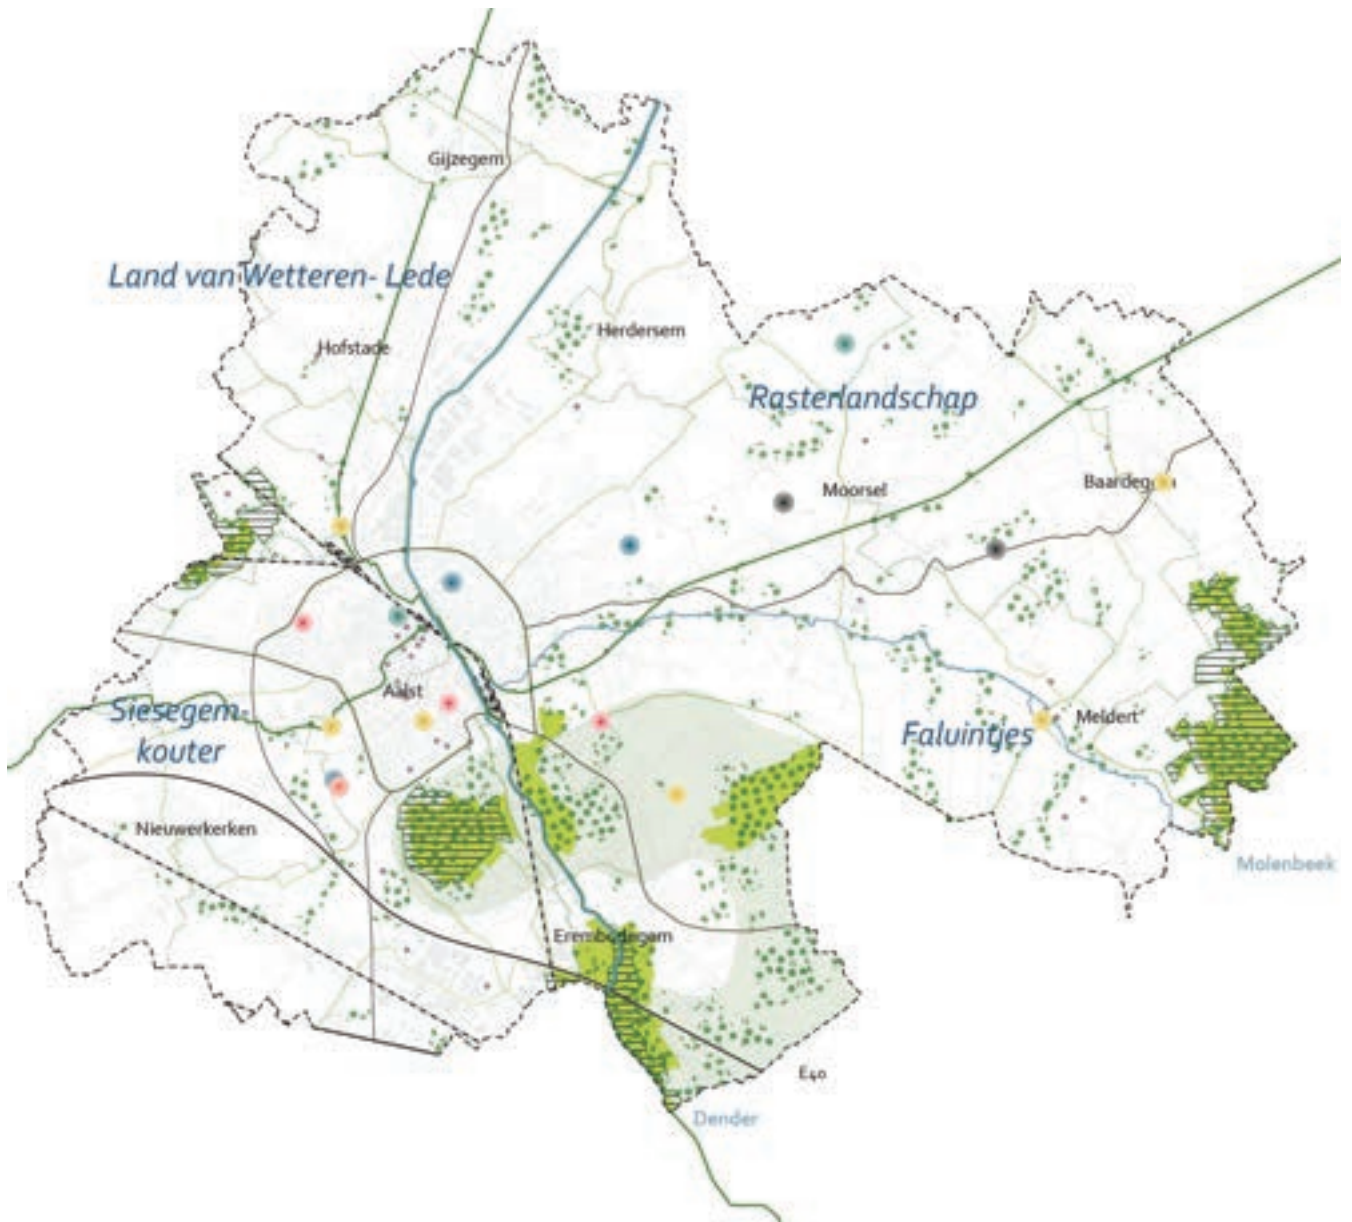 Gijzegem
Land van Wetteren- Lede
Herdersem
Hofstade
Rasterlandschap
Baardegem
Moorsel
Aalst
Siesegem-
kouter
Meldert
Faluintjes
Nieuwerkerken
Molenbeek
Erembodegem
E40
Dender